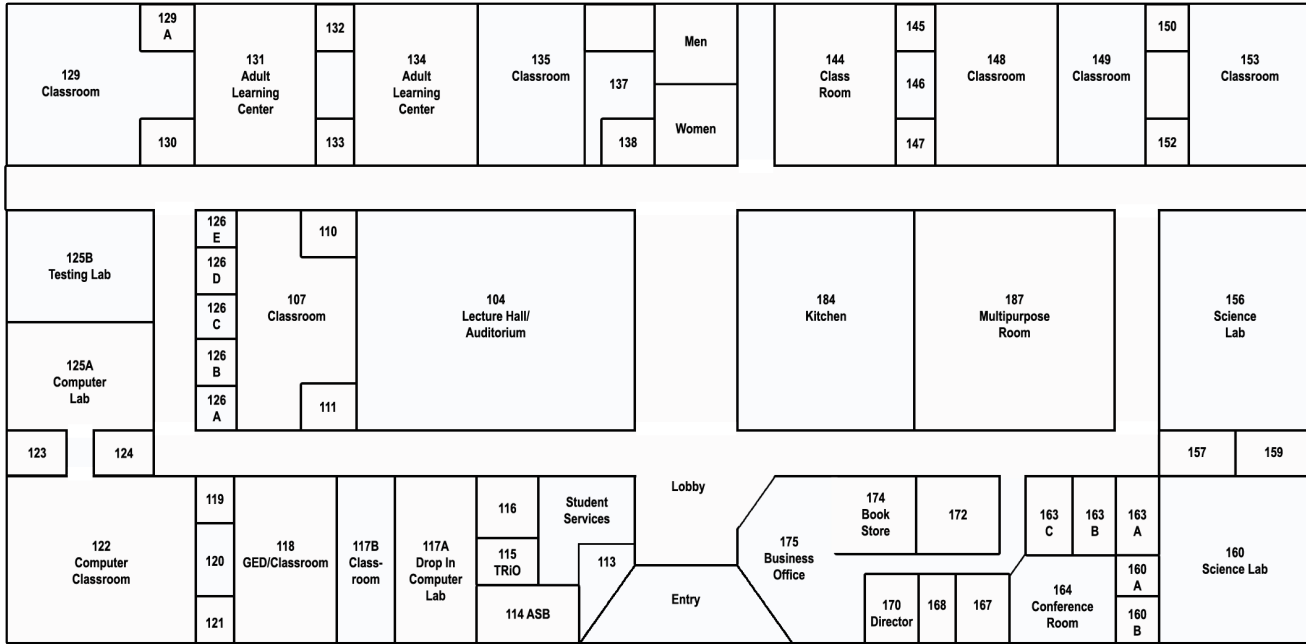 129
A
129
Classroom
130
131
Adult
Learning
Center
132
133
134
Adult
Learning
Center
135
Classroom
137
138
Men
Women
144
Class
Room
145
146
147
148
Classroom
149
Classroom
150
152
153
Classroom
125B
Testing Lab
125A
Computer
Lab
123
124
126
E
126
D
126
C
126
B
126
A
107
Classroom
110
111
104
Lecture Hall/
Auditorium
184
Kitchen
187
Multipurpose
Room
156
Science
Lab
157
159
122
Computer
Classroom
119
120
121
118
GED/Classroom
117B
Class-
room
117A
Drop In
Computer
Lab
116
115
TRiO
114 ASB
Student
Services
113
Lobby
Entry
175
Business
Office
174
Book
Store
172
170
Director
168
167
163
C
163
B
163
A
164
Conference
Room
160
A
160
B
160
Science Lab